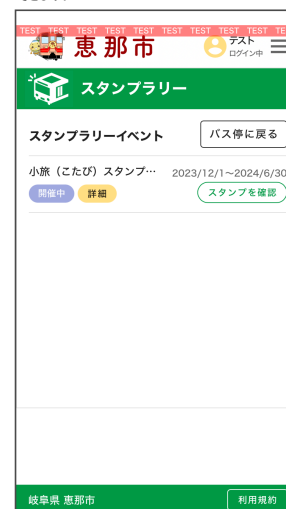 TEST TEST TEST TEST TEST TEST TEST TEST TEST TE
恵那市
テスト
ログイン中
スタンプラリー
スタンプラリーイベント
バス停に戻る
小旅（こたび）スタンプ…
2023/12/1〜2024/6/30
開催中
詳細
スタンプを確認
岐阜県 恵那市
利用規約